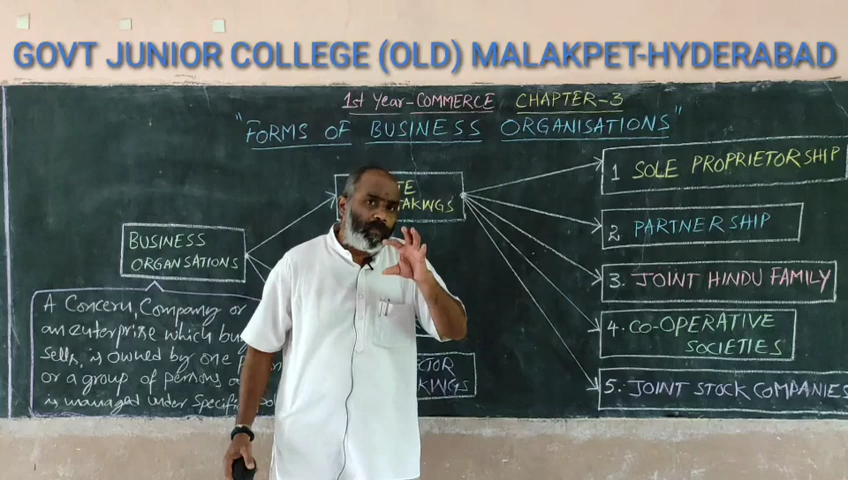 GOVT JUNIOR COLLEGE (OLD) MALAKPET-HYDERABAD
1st Year-COMMERCE CHAPTER-3
"FORMS OF BUSINESS ORGANISATIONS"
1 SOLE PROPRIETORSHIP
2 PARTNERSHIP
3. JOINT HINDU FAMILY
4. CO-OPERATIVE
SOCIETIES
5. JOINT STOCK COMPANIES
BUSINESS
ORGANSATIONS
A Concern, Company or
an enterprise which
sells, is owned by one
or a group of persons
is managed under